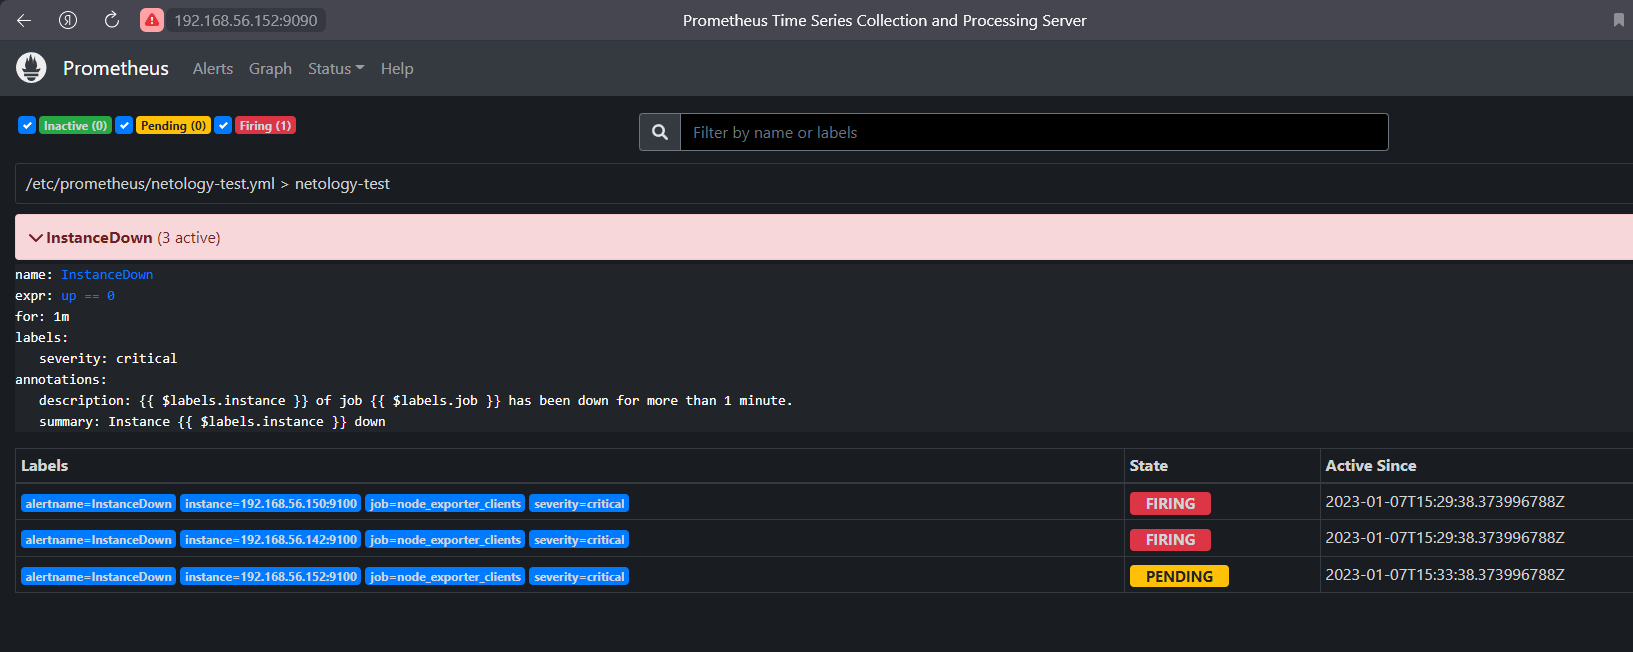 192.168.56.152:9090 Prometheus Time Series Collection and Processing Server
Prometheus Alerts Graph Status Help
Inactive (0) Pending (0) Firing (1) Filter by name or labels
/etc/prometheus/netology-test.yml > netology-test
InstanceDown (3 active)
name: InstanceDown
expr: up == 0
for: 1m
labels:
severity: critical
annotations:
description: {{ $labels.instance }} of job {{ $labels.job }} has been down for more than 1 minute.
summary: Instance {{ $labels.instance }} down
Labels State Active Since
alertname=InstanceDown instance=192.168.56.150:9100 job=node_exporter_clients severity=critical FIRING 2023-01-07T15:29:38.373996788Z
alertname=InstanceDown instance=192.168.56.142:9100 job=node_exporter_clients severity=critical FIRING 2023-01-07T15:29:38.373996788Z
alertname=InstanceDown instance=192.168.56.152:9100 job=node_exporter_clients severity=critical PENDING 2023-01-07T15:33:38.373996788Z